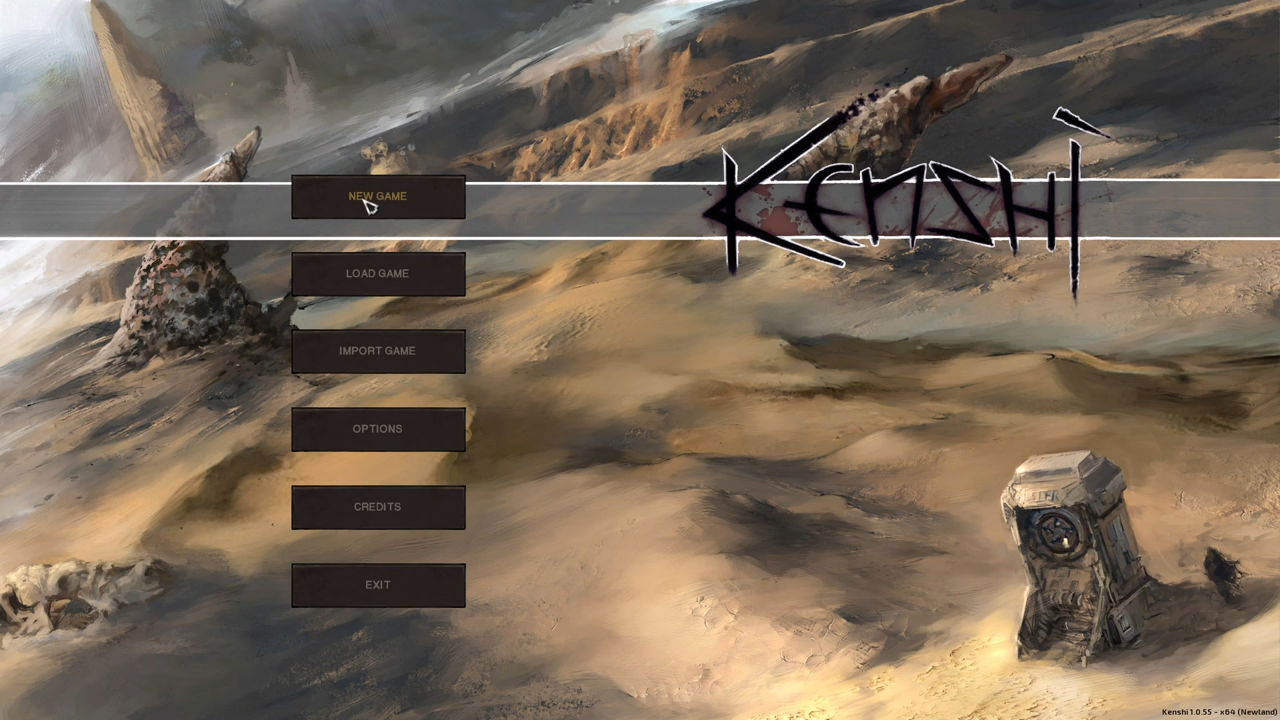 NEW GAME
Kenshi
LOAD GAME
IMPORT GAME
OPTIONS
CREDITS
EXIT
Kenshi 1.0.55 - x64 (Newland)